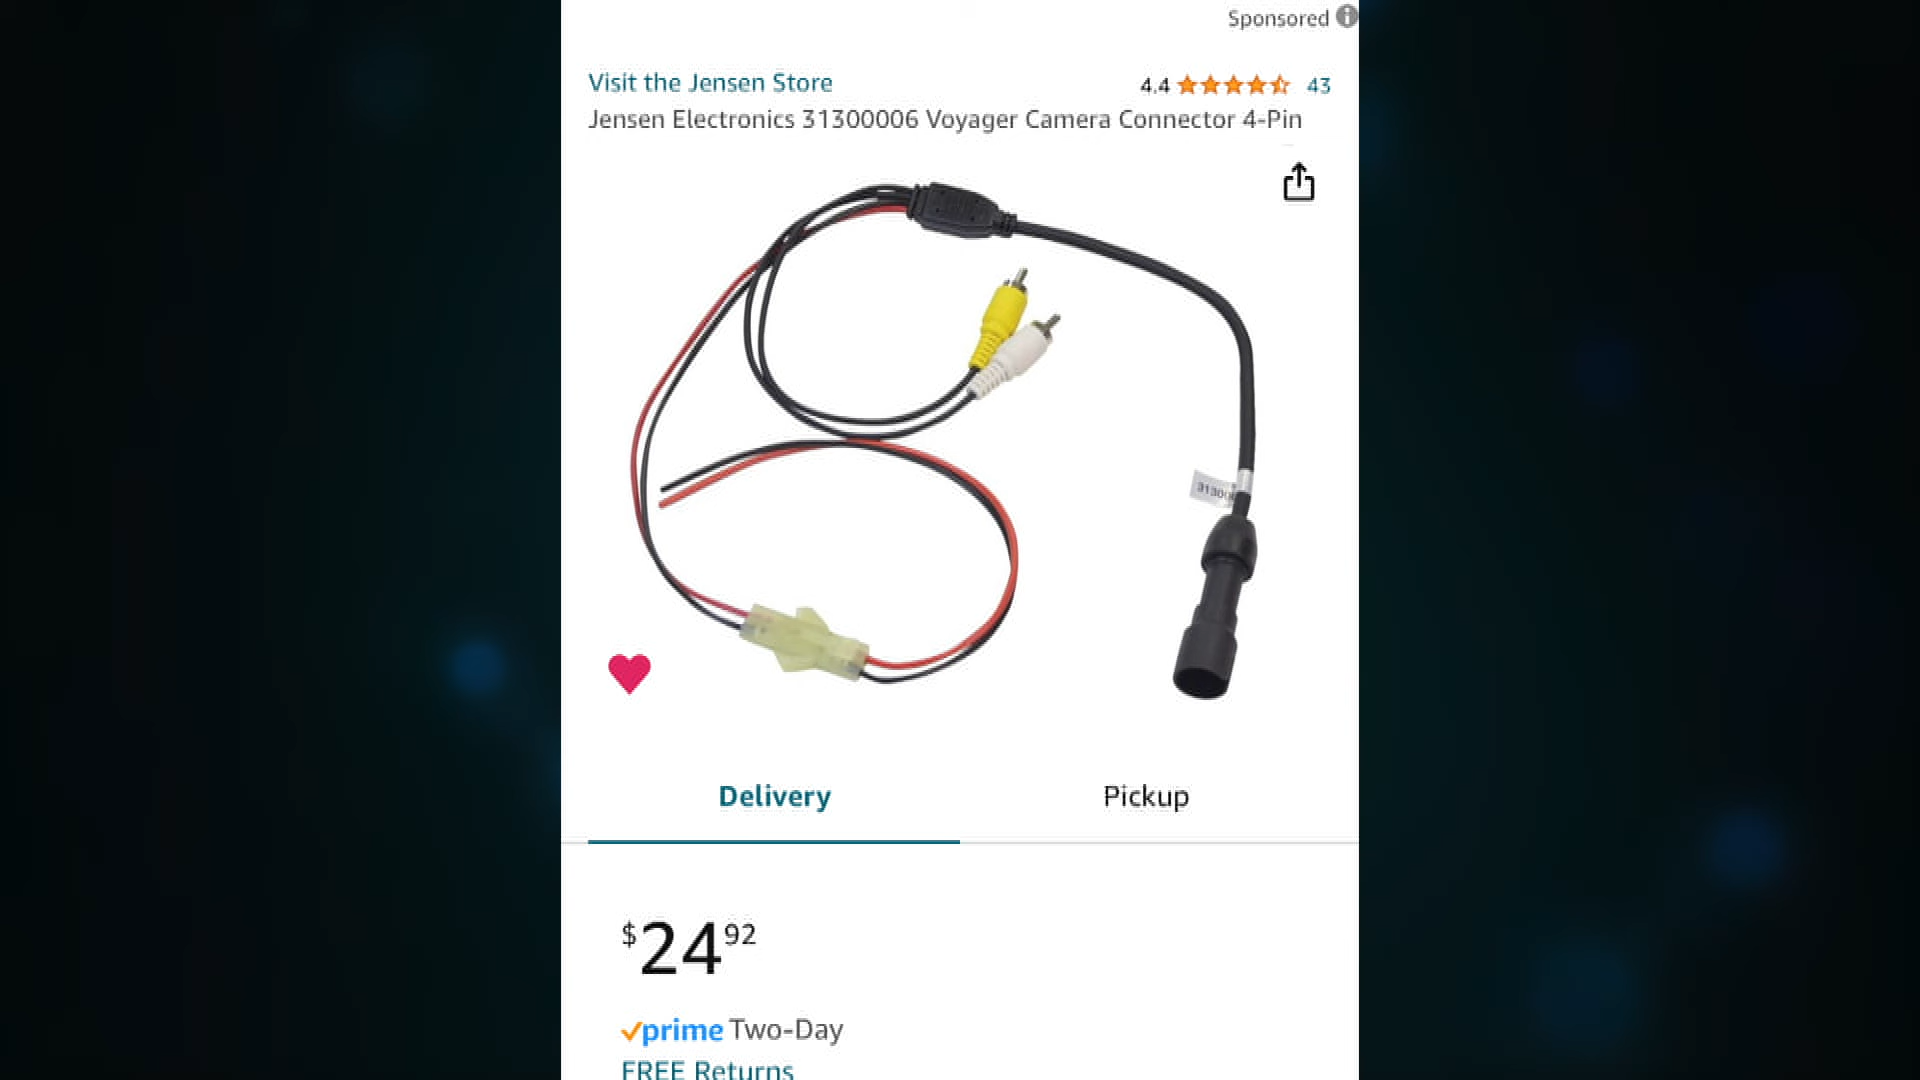 Sponsored
Visit the Jensen Store
4.4 43
Jensen Electronics 31300006 Voyager Camera Connector 4-Pin
Delivery
Pickup
$24 92
prime Two-Day
FREE Returns